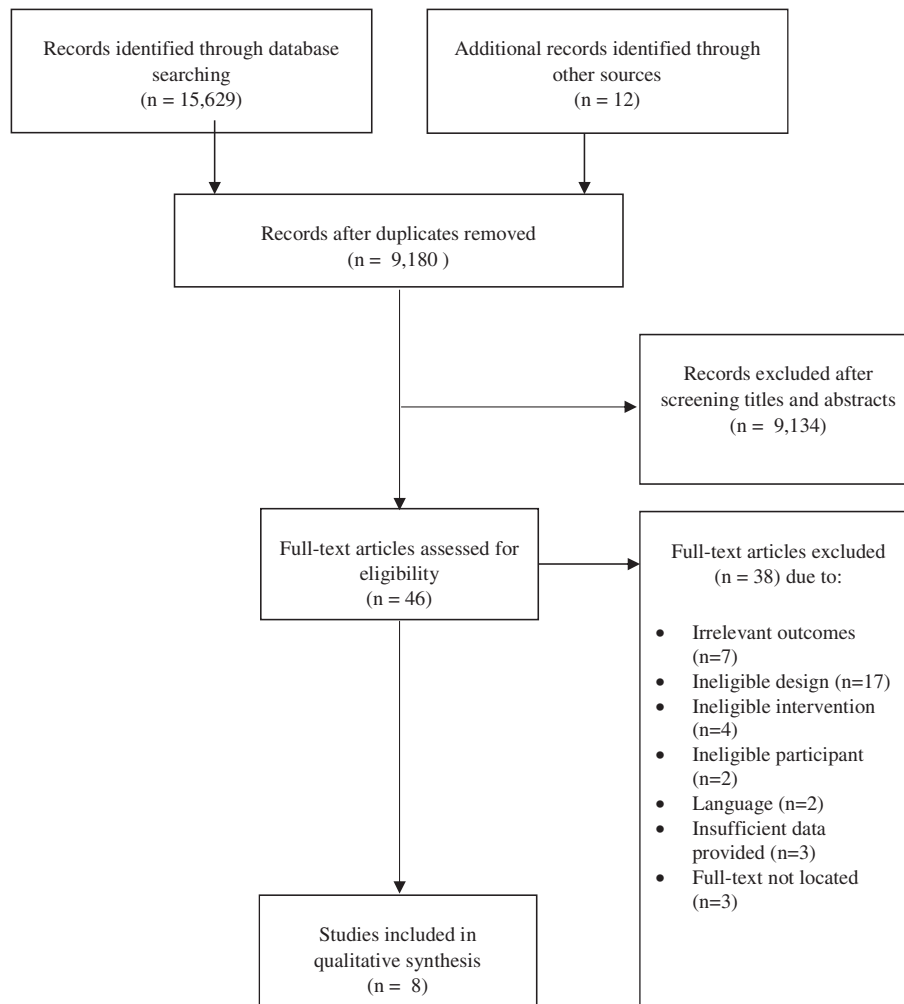 Records identified through database
searching
(n = 15,629)
Additional records identified through
other sources
(n = 12)
Records after duplicates removed
(n = 9,180 )
Records excluded after
screening titles and abstracts
(n = 9,134)
Full-text articles assessed for
eligibility
(n = 46)
Full-text articles excluded
(n = 38) due to:
• Irrelevant outcomes
(n=7)
• Ineligible design (n=17)
• Ineligible intervention
(n=4)
• Ineligible participant
(n=2)
• Language (n=2)
• Insufficient data
provided (n=3)
• Full-text not located
(n=3)
Studies included in
qualitative synthesis
(n = 8)